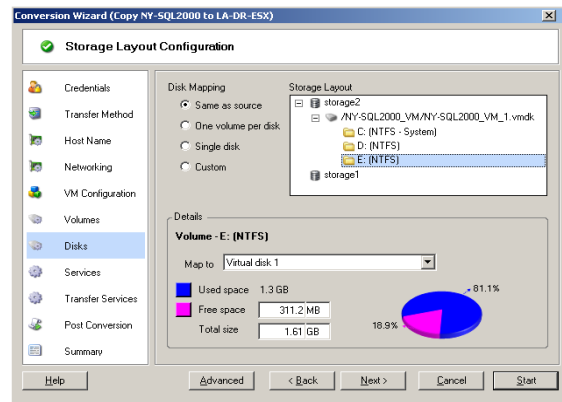 Conversion Wizard (Copy NY-SQL2000 to LA-DR-ESX)
Storage Layout Configuration
Credentials
Transfer Method
Host Name
Networking
VM Configuration
Volumes
Disks
Services
Transfer Services
Post Conversion
Summary
Disk Mapping
Same as source
One volume per disk
Single disk
Custom
Storage Layout
storage2
/NY-SQL2000_VM/NY-SQL2000_VM_1.vmdk
C: (NTFS - System)
D: (NTFS)
E: (NTFS)
storage1
Details
Volume - E: (NTFS)
Map to Virtual disk 1
Used space 1.3 GB
Free space 311.2 MB
Total size 1.61 GB
81.1%
18.9%
Help Advanced < Back Next > Cancel Start